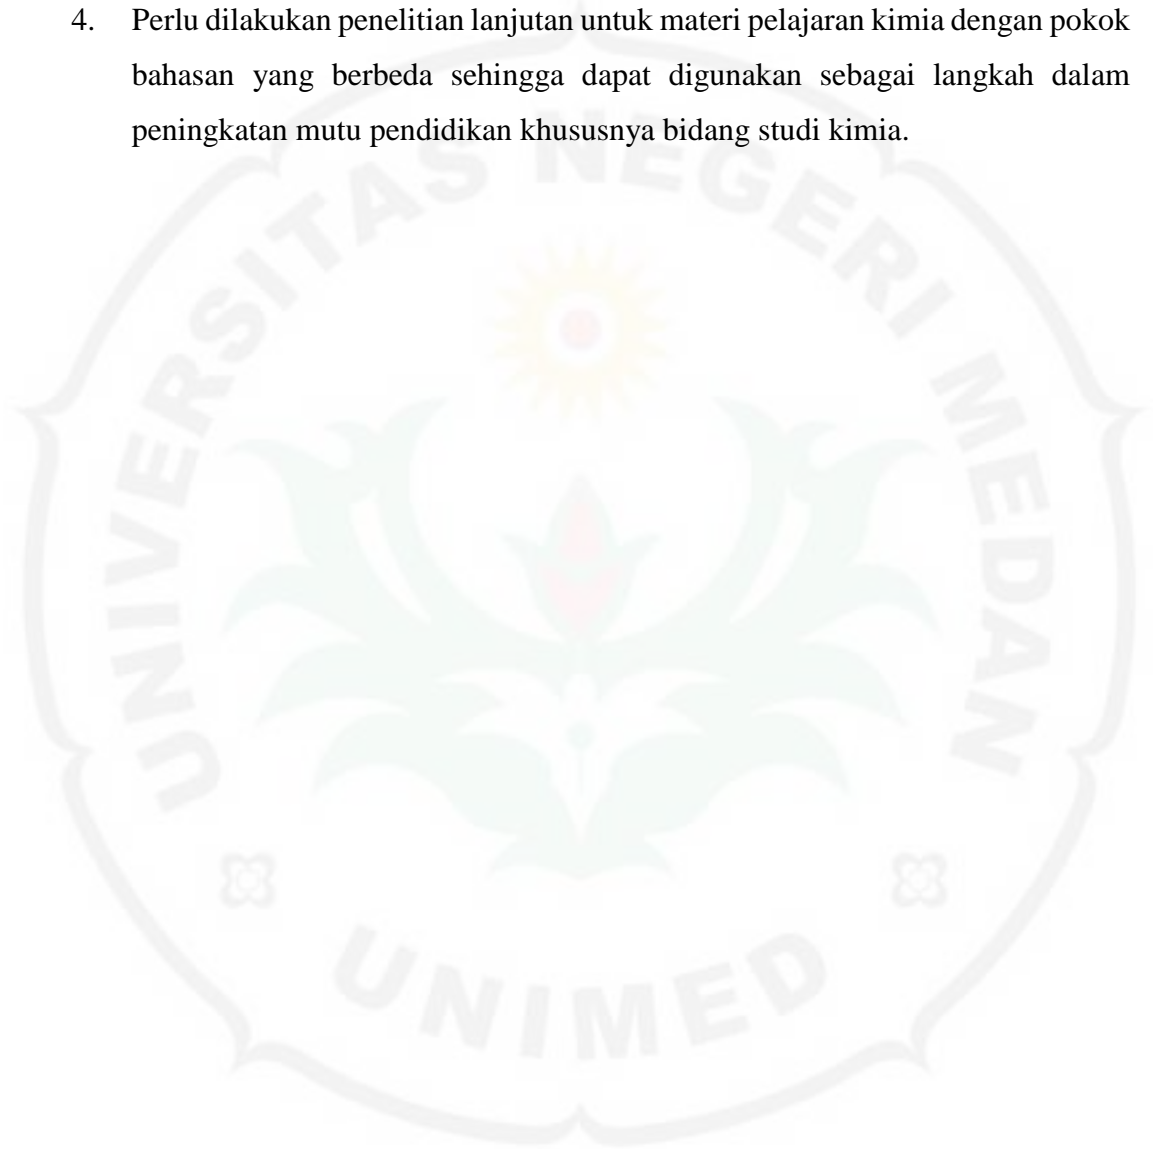 4. Perlu dilakukan penelitian lanjutan untuk materi pelajaran kimia dengan pokok
bahasan yang berbeda sehingga dapat digunakan sebagai langkah dalam
peningkatan mutu pendidikan khususnya bidang studi kimia.
UNIVERSITAS NEGERI MEDAN
UNIMED